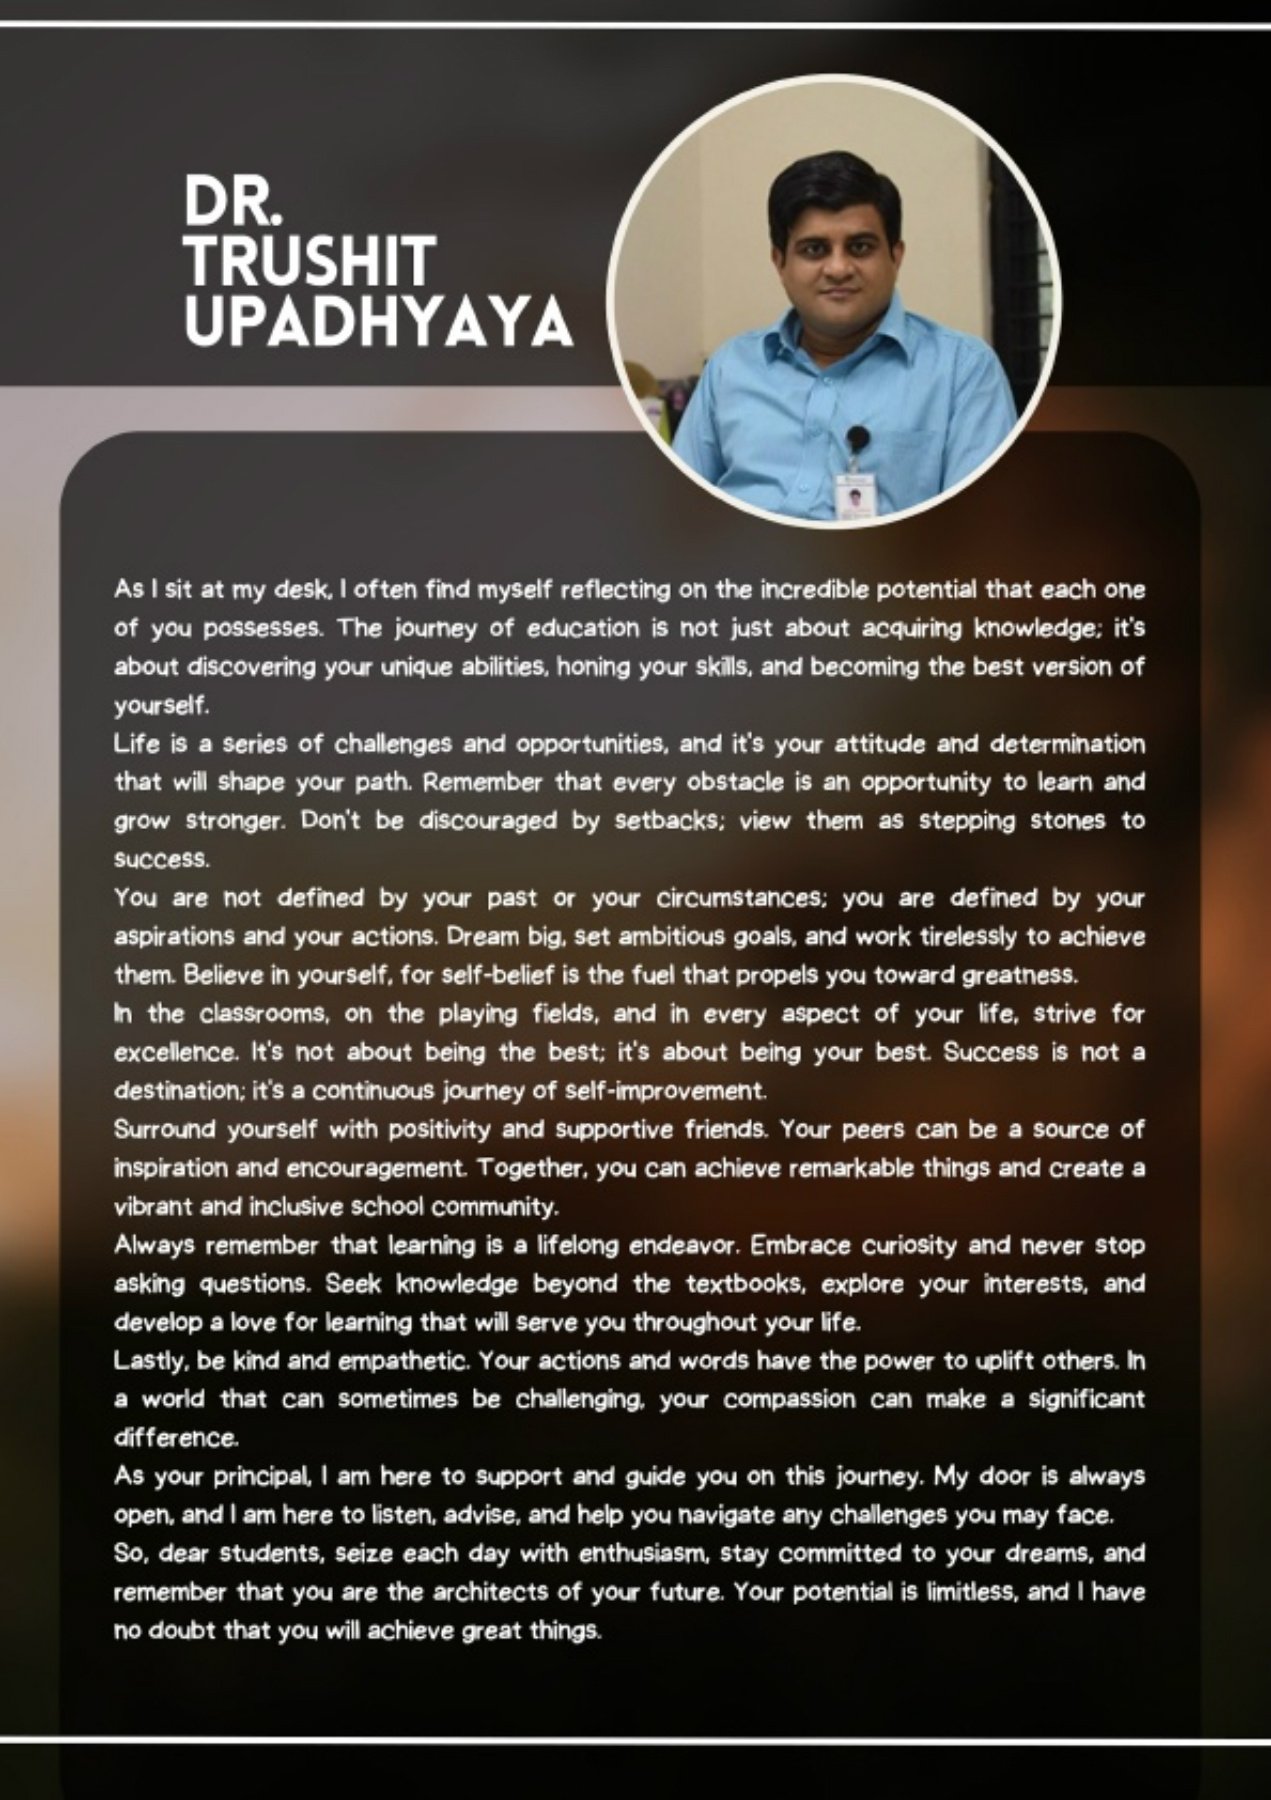 DR.
TRUSHIT
UPADHYAYA
As I sit at my desk, I often find myself reflecting on the incredible potential that each one
of you possesses. The journey of education is not just about acquiring knowledge; it's
about discovering your unique abilities, honing your skills, and becoming the best version of
yourself.
Life is a series of challenges and opportunities, and it's your attitude and determination
that will shape your path. Remember that every obstacle is an opportunity to learn and
grow stronger. Don't be discouraged by setbacks; view them as stepping stones to
success.
You are not defined by your past or your circumstances; you are defined by your
aspirations and your actions. Dream big, set ambitious goals, and work tirelessly to achieve
them. Believe in yourself, for self-belief is the fuel that propels you toward greatness.
In the classrooms, on the playing fields, and in every aspect of your life, strive for
excellence. It's not about being the best; it's about being your best. Success is not a
destination; it's a continuous journey of self-improvement.
Surround yourself with positivity and supportive friends. Your peers can be a source of
inspiration and encouragement. Together, you can achieve remarkable things and create a
vibrant and inclusive school community.
Always remember that learning is a lifelong endeavor. Embrace curiosity and never stop
asking questions. Seek knowledge beyond the textbooks, explore your interests, and
develop a love for learning that will serve you throughout your life.
Lastly, be kind and empathetic. Your actions and words have the power to uplift others. In
a world that can sometimes be challenging, your compassion can make a significant
difference.
As your principal, I am here to support and guide you on this journey. My door is always
open, and I am here to listen, advise, and help you navigate any challenges you may face.
So, dear students, seize each day with enthusiasm, stay committed to your dreams, and
remember that you are the architects of your future. Your potential is limitless, and I have
no doubt that you will achieve great things.